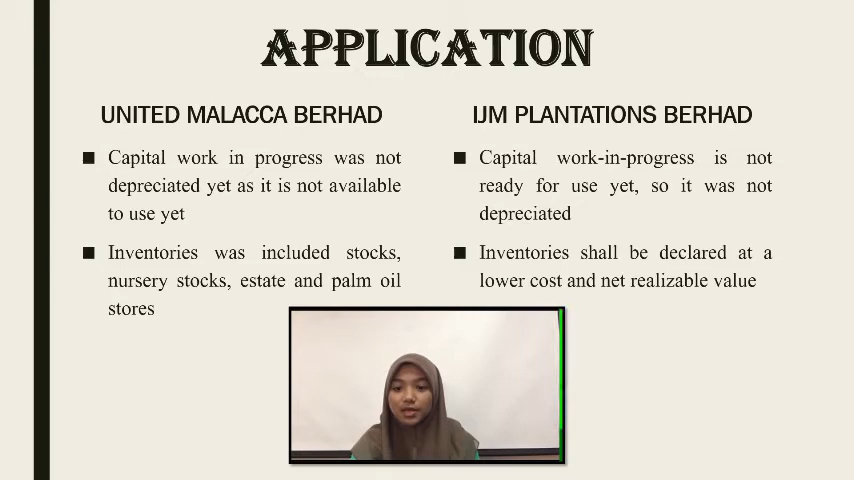 APPLICATION
UNITED MALACCA BERHAD
Capital work in progress was not
depreciated yet as it is not available
to use yet
Inventories was included stocks,
nursery stocks, estate and palm oil
stores
IJM PLANTATIONS BERHAD
Capital work-in-progress is not
ready for use yet, so it was not
depreciated
Inventories shall be declared at a
lower cost and net realizable value